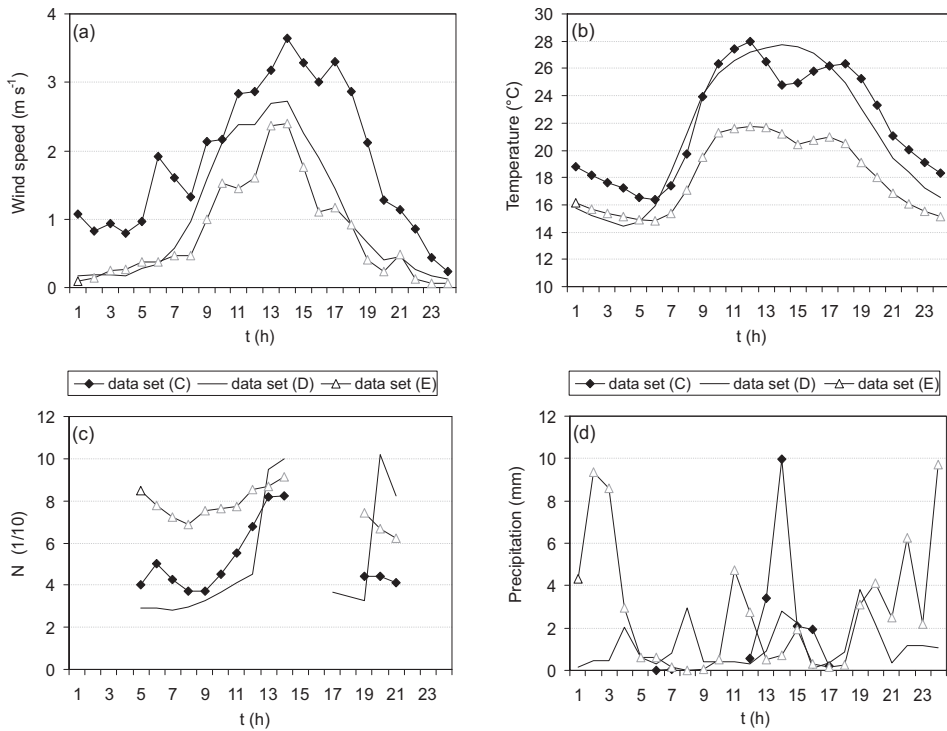 (a)
Wind speed (m s-1)
4
3
2
1
0
1 3 5 7 9 11 13 15 17 19 21 23
t (h)
(b)
Temperature (°C)
30
28
26
24
22
20
18
16
14
12
10
1 3 5 7 9 11 13 15 17 19 21 23
t (h)
data set (C) data set (D) data set (E)
data set (C) data set (D) data set (E)
(c)
N (1/10)
12
10
8
6
4
2
0
1 3 5 7 9 11 13 15 17 19 21 23
t (h)
(d)
Precipitation (mm)
12
10
8
6
4
2
0
1 3 5 7 9 11 13 15 17 19 21 23
t (h)